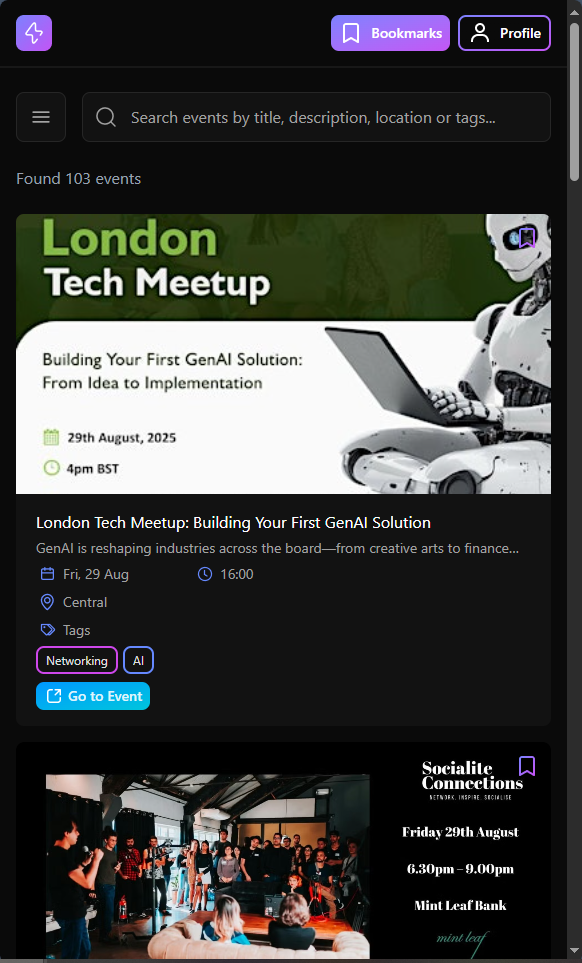 Bookmarks
Profile
Search events by title, description, location or tags...
Found 103 events
London
Tech Meetup
Building Your First GenAI Solution:
From Idea to Implementation
29th August, 2025
4pm BST
London Tech Meetup: Building Your First GenAI Solution
GenAI is reshaping industries across the board—from creative arts to finance...
Fri, 29 Aug
16:00
Central
Tags
Networking
AI
Go to Event
Socialite
Connections
NETWORK. INSPIRE. SOCIALISE
Friday 29th August
6.30pm – 9.00pm
Mint Leaf Bank
mint leaf